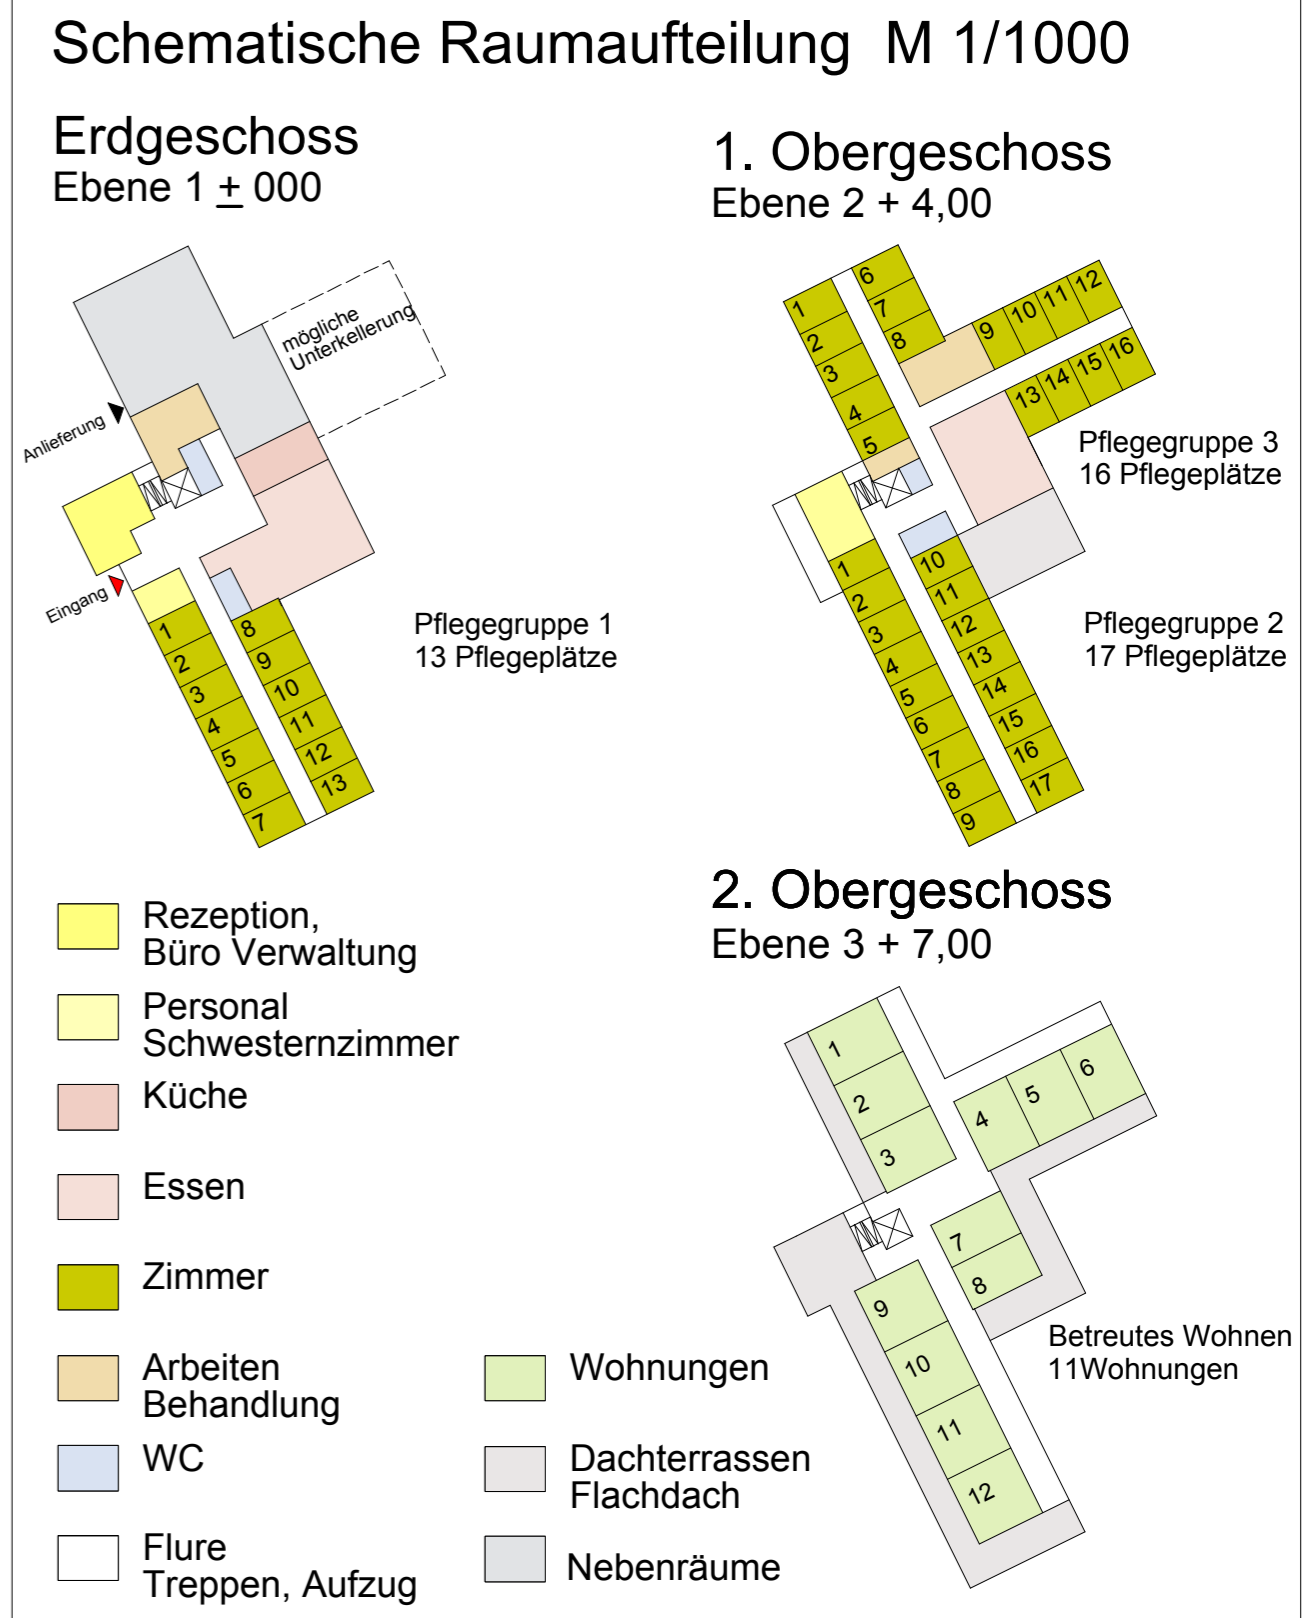 Schematische Raumaufteilung M 1/1000
Erdgeschoss
Ebene 1 ± 000
mögliche
Unterkellerung
Anlieferung
Eingang
1
2
3
4
5
6
7
8
9
10
11
12
13
Pflegegruppe 1
13 Pflegeplätze
1. Obergeschoss
Ebene 2 + 4,00
1
2
3
4
5
6
7
8
9
10
11
12
13
14
15
16
Pflegegruppe 3
16 Pflegeplätze
1
2
3
4
5
6
7
8
9
10
11
12
13
14
15
16
17
Pflegegruppe 2
17 Pflegeplätze
2. Obergeschoss
Ebene 3 + 7,00
1
2
3
4
5
6
7
8
9
10
11
12
Betreutes Wohnen
11Wohnungen
Rezeption,
Büro Verwaltung
Personal
Schwesternzimmer
Küche
Essen
Zimmer
Arbeiten
Behandlung
WC
Flure
Treppen, Aufzug
Wohnungen
Dachterrassen
Flachdach
Nebenräume